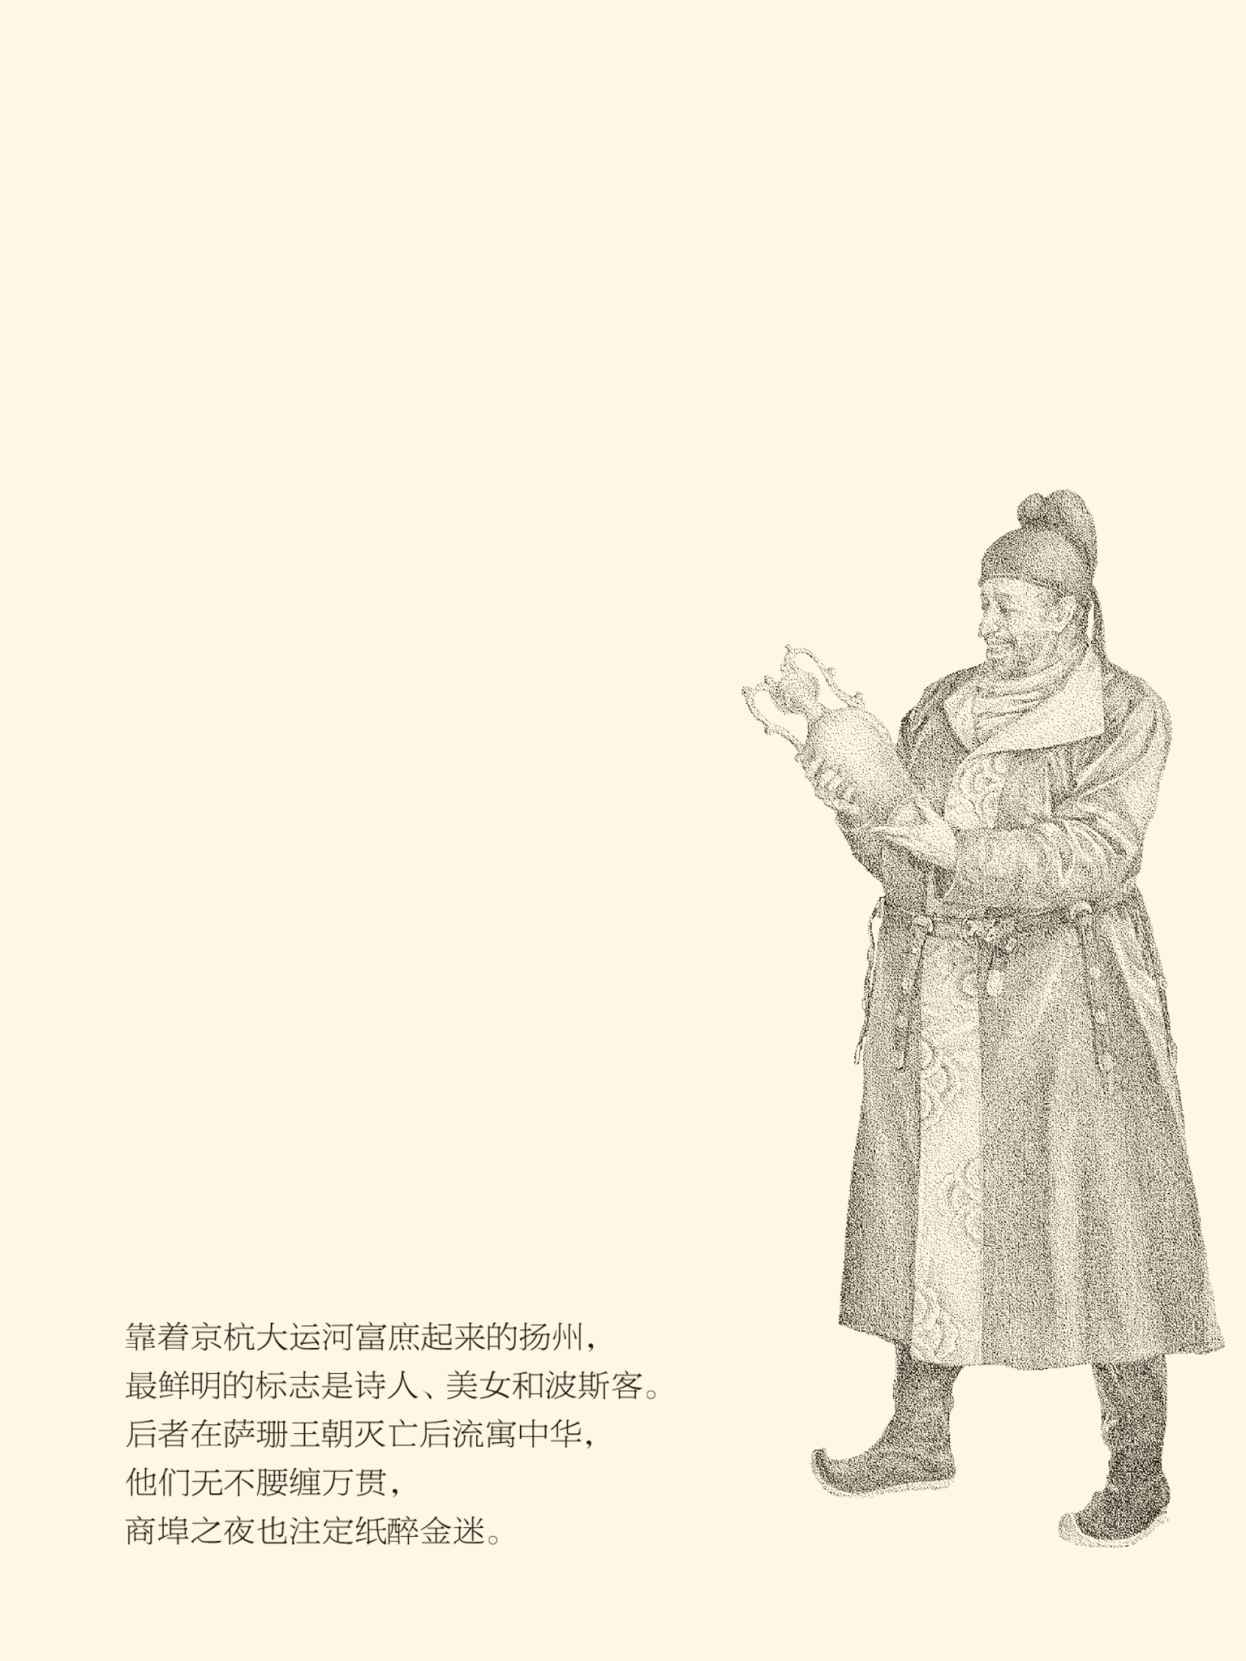 靠着京杭大运河富庶起来的扬州，
最鲜明的标志是诗人、美女和波斯客。
后者在萨珊王朝灭亡后流寓中华，
他们无不腰缠万贯，
商埠之夜也注定纸醉金迷。